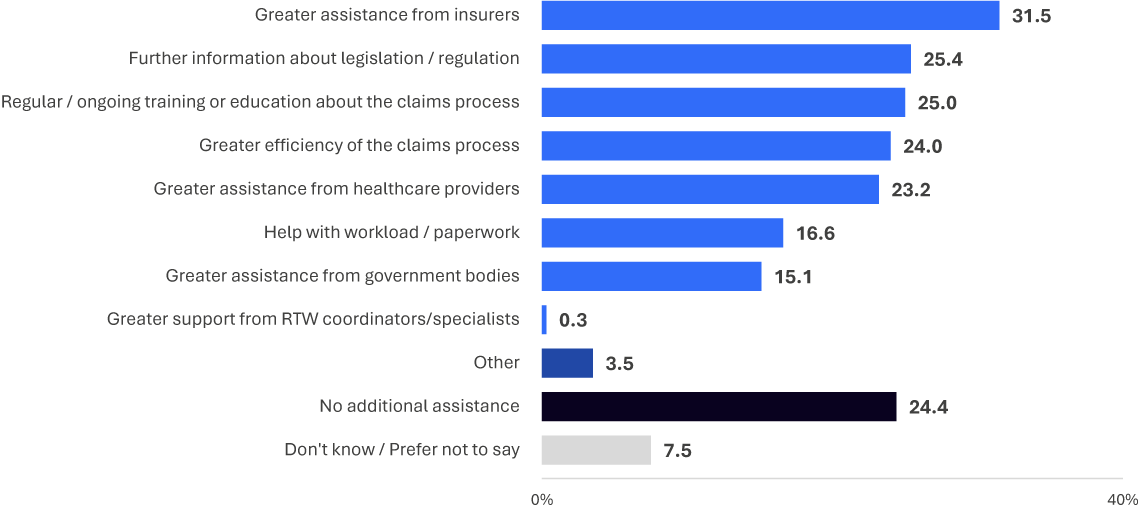 Greater assistance from insurers 31.5
Further information about legislation / regulation 25.4
Regular / ongoing training or education about the claims process 25.0
Greater efficiency of the claims process 24.0
Greater assistance from healthcare providers 23.2
Help with workload / paperwork 16.6
Greater assistance from government bodies 15.1
Greater support from RTW coordinators/specialists 0.3
Other 3.5
No additional assistance 24.4
Don't know / Prefer not to say 7.5
0% 40%